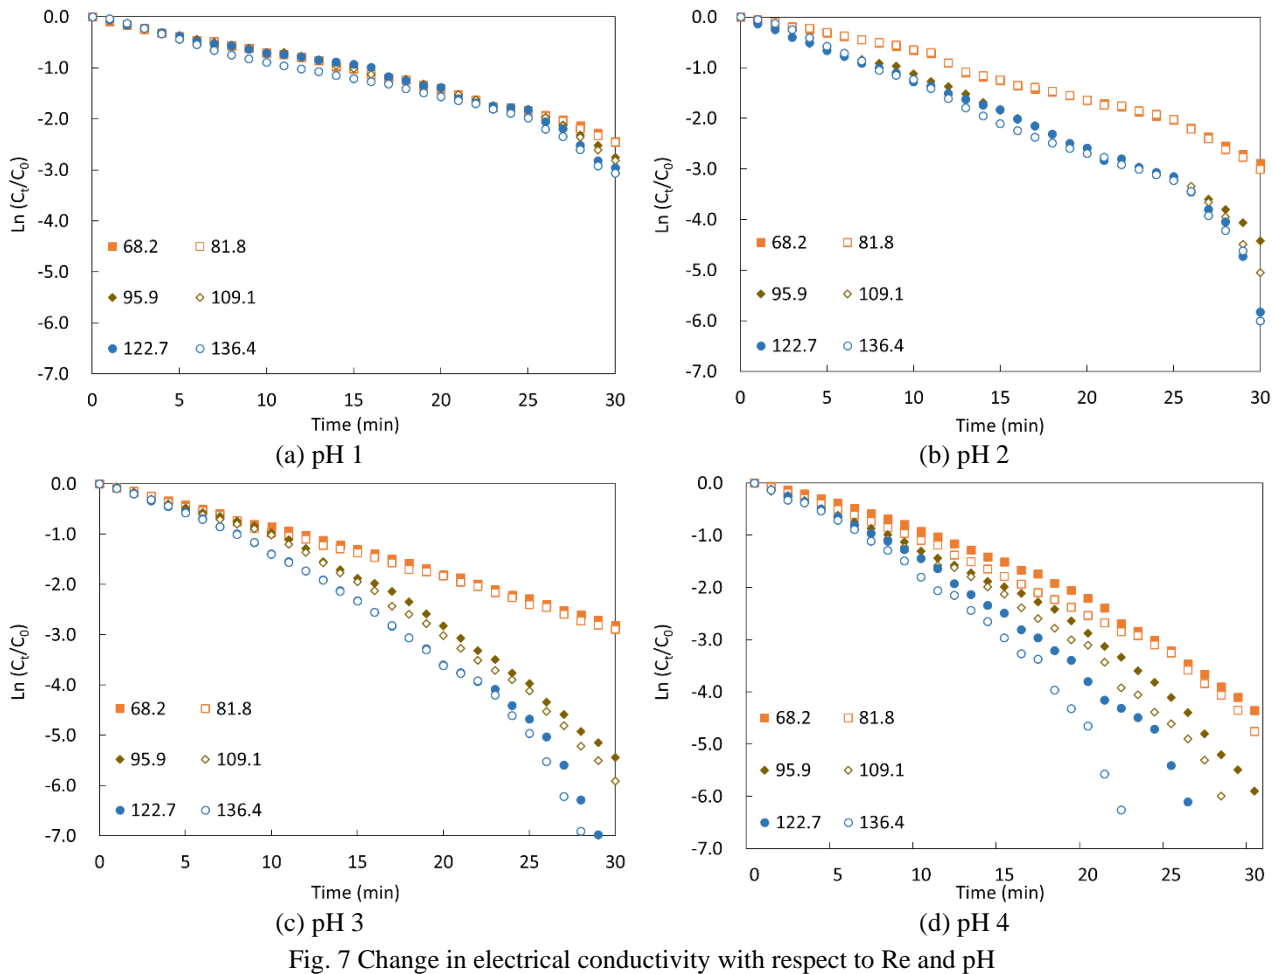 0.0
-1.0
-2.0
-3.0
-4.0
-5.0
-6.0
-7.0
Ln (Cₜ/C₀)
68.2 81.8
95.9 109.1
122.7 136.4
0 5 10 15 20 25 30
Time (min)
(a) pH 1
0.0
-1.0
-2.0
-3.0
-4.0
-5.0
-6.0
-7.0
Ln (Cₜ/C₀)
68.2 81.8
95.9 109.1
122.7 136.4
0 5 10 15 20 25 30
Time (min)
(b) pH 2
0.0
-1.0
-2.0
-3.0
-4.0
-5.0
-6.0
-7.0
Ln (Cₜ/C₀)
68.2 81.8
95.9 109.1
122.7 136.4
0 5 10 15 20 25 30
Time (min)
(c) pH 3
0.0
-1.0
-2.0
-3.0
-4.0
-5.0
-6.0
-7.0
Ln (Cₜ/C₀)
68.2 81.8
95.9 109.1
122.7 136.4
0 5 10 15 20 25 30
Time (min)
(d) pH 4
Fig. 7 Change in electrical conductivity with respect to Re and pH